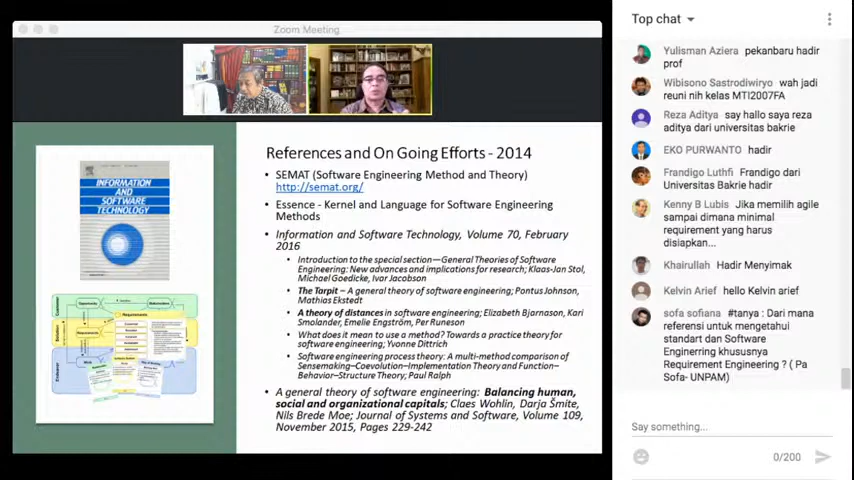 Zoom Meeting
INFORMATION
AND
SOFTWARE
TECHNOLOGY
Opportunity
Stakeholders
Requirements
References and On Going Efforts - 2014
• SEMAT (Software Engineering Method and Theory)
http://semat.org/
• Essence - Kernel and Language for Software Engineering
Methods
• Information and Software Technology, Volume 70, February
2016
• Introduction to the special section—General Theories of Software
Engineering: New advances and implications for research; Klaas-Jan Stol,
Michael Goedicke, Ivar Jacobson
• The Tarpit – A general theory of software engineering; Pontus Johnson,
Mathias Ekstedt
• A theory of distances in software engineering; Elizabeth Bjarnason, Kari
Smolander, Emelie Engström, Per Runeson
• What does it mean to use a method? Towards a practice theory for
software engineering; Yvonne Dittrich
• Software engineering process theory: A multi-method comparison of
Sensemaking–Coevolution–Implementation Theory and Function–
Behavior–Structure Theory; Paul Ralph
• A general theory of software engineering: Balancing human,
social and organizational capitals; Claes Wohlin, Darja Šmite,
Nils Brede Moe; Journal of Systems and Software, Volume 109,
November 2015, Pages 229-242
Top chat
Yulisman Aziera pekanbaru hadir
prof
Wibisono Sastrodiwiryo wah jadi
reuni nih kelas MTI2007FA
Reza Aditya say hallo saya reza
aditya dari universitas bakrie
EKO PURWANTO hadir
Frandigo Luthfi Frandigo dari
Universitas Bakrie hadir
Kenny B Lubis Jika memilih agile
sampai dimana minimal
requirement yang harus
disiapkan...
Khairullah Hadir Menyimak
Kelvin Arief hello Kelvin arief
sofa sofiana #tanya : Dari mana
referensi untuk mengetahui
standart dan Software
Enginerring khususnya
Requirement Engineering ? ( Pa
Sofa- UNPAM)
Say something...
0/200